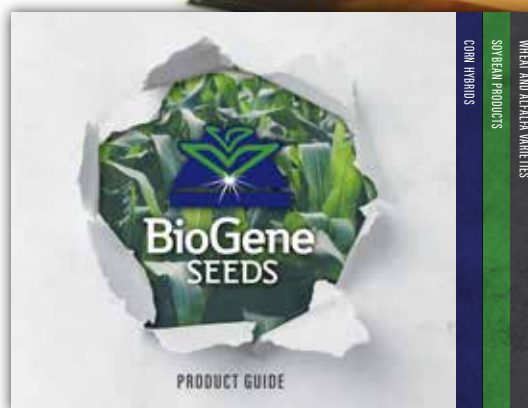 BioGene
SEEDS
PRODUCT GUIDE
CORN HYBRIDS
SOYBEAN PRODUCTS
WHEAT AND ALFALFA VARIETIES